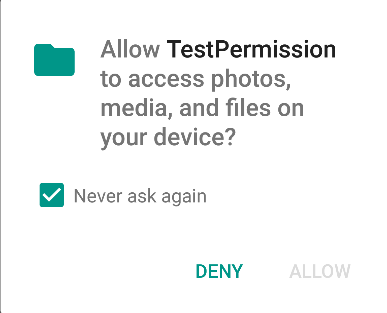 Allow TestPermission
to access photos,
media, and files on
your device?
Never ask again
DENY ALLOW